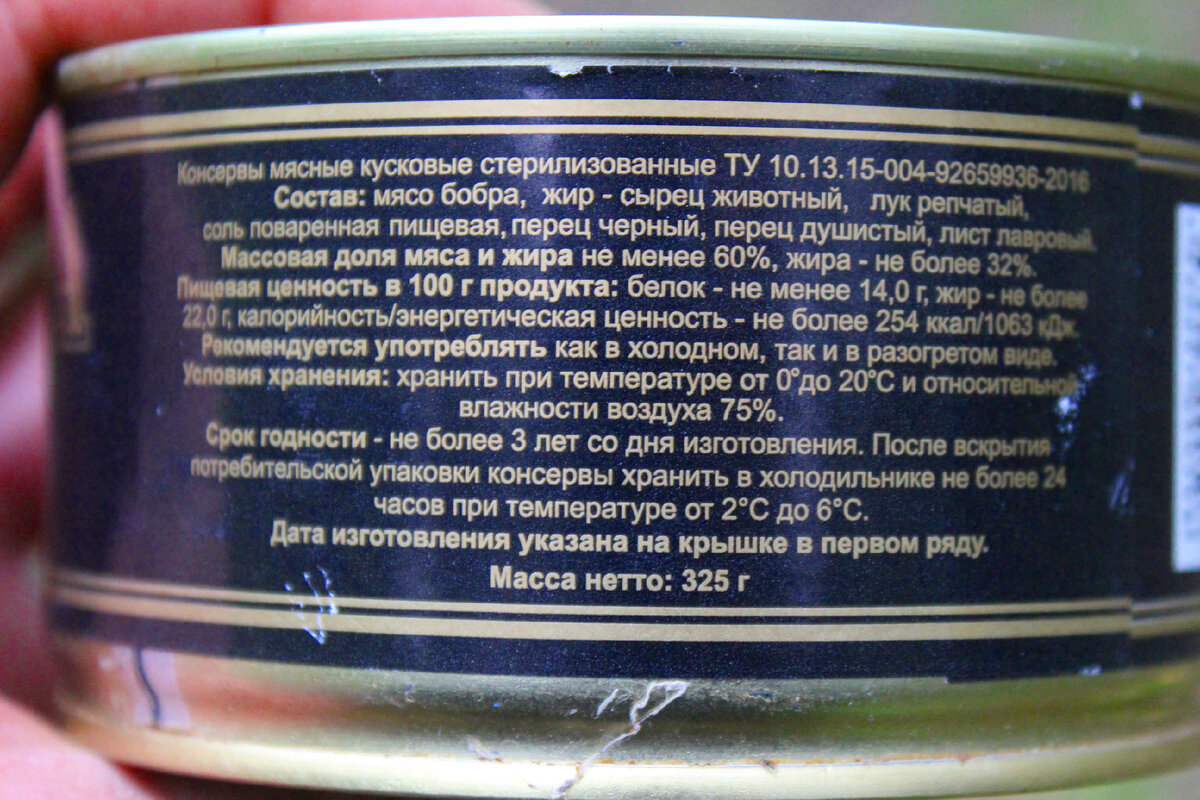 Консервы мясные кусковые стерилизованные ТУ 10.13.15-004-92659936-2016
Состав: мясо бобра, жир - сырец животный, лук репчатый,
соль поваренная пищевая, перец черный, перец душистый, лист лавровый.
Массовая доля мяса и жира не менее 60%, жира - не более 32%.
Пищевая ценность в 100 г продукта: белок - не менее 14,0 г, жир - не более
22,0 г, калорийность/энергетическая ценность - не более 254 ккал/1063 кДж.
Рекомендуется употреблять как в холодном, так и в разогретом виде.
Условия хранения: хранить при температуре от 0°до 20°С и относительной
влажности воздуха 75%.
Срок годности - не более 3 лет со дня изготовления. После вскрытия
потребительской упаковки консервы хранить в холодильнике не более 24
часов при температуре от 2°С до 6°С.
Дата изготовления указана на крышке в первом ряду.
Масса нетто: 325 г